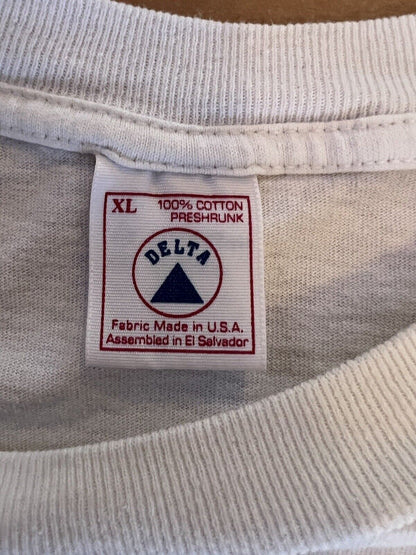 XL 100% COTTON
PRESHRUNK
DELTA
Fabric Made in U.S.A.
Assembled in El Salvador